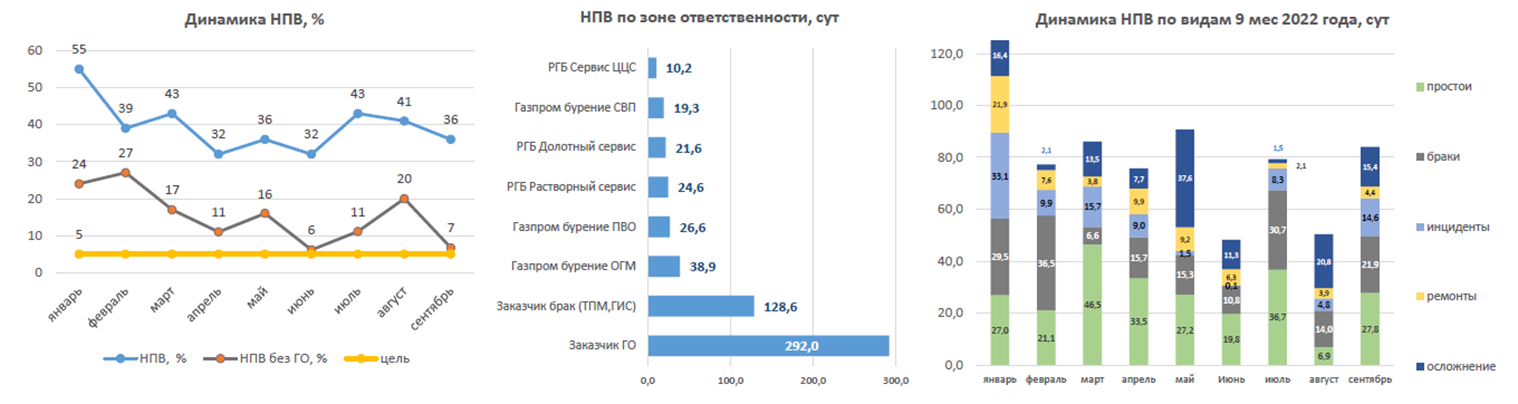 Динамика НПВ, %
60
50
40
30
20
10
0
55
39
43
32
36
32
43
41
36
24
27
17
11
16
6
11
20
7
5
январь
февраль
март
апрель
май
июнь
июль
август
сентябрь
НПВ, %
НПВ без ГО, %
цель
НПВ по зоне ответственности, сут
РГБ Сервис ЦЦС 10,2
Газпром бурение СВП 19,3
РГБ Долотный сервис 21,6
РГБ Растворный сервис 24,6
Газпром бурение ПВО 26,6
Газпром бурение ОГМ 38,9
Заказчик брак (ТПМ,ГИС) 128,6
Заказчик ГО 292,0
0,0 100,0 200,0 300,0
Динамика НПВ по видам 9 мес 2022 года, сут
120,0
100,0
80,0
60,0
40,0
20,0
0,0
16,4
21,9
33,1
29,5
27,0
2,1
7,6
9,9
36,5
21,1
13,5
3,8
15,7
6,6
46,5
7,7
9,9
9,0
15,7
33,5
37,6
9,2
1,5
15,3
27,2
11,3
6,3
0,1
10,8
19,8
1,5
2,1
8,3
30,7
36,7
20,8
3,9
4,8
14,0
6,9
15,4
4,4
14,6
21,9
27,8
январь февраль март апрель май Июнь июль август сентябрь
простои
браки
инциденты
ремонты
осложнение